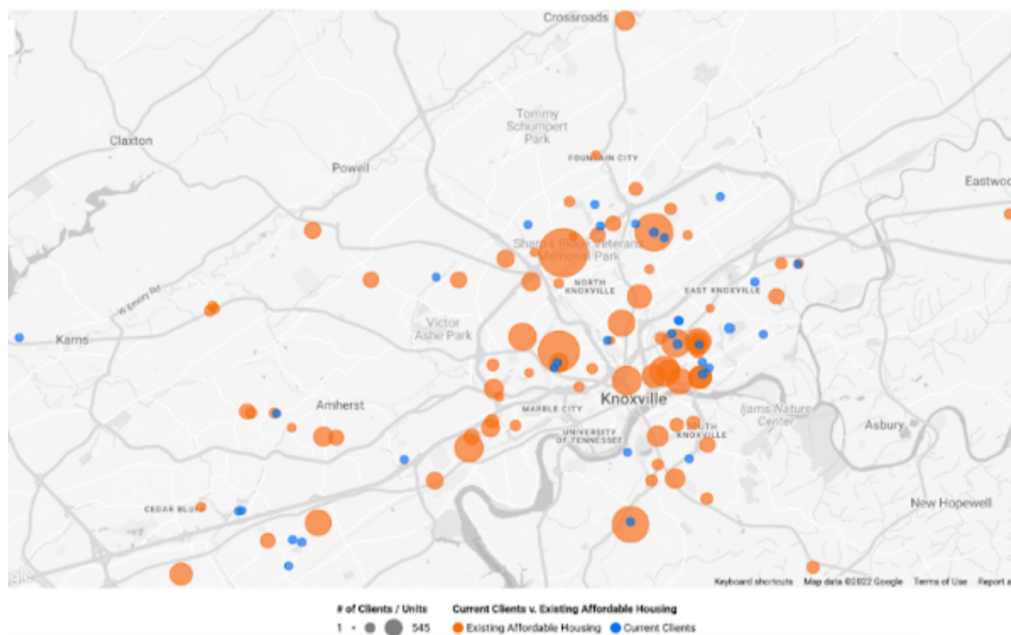 Crossroads
Tommy
Schumpert
Park
Claxton
FOUNTAIN CITY
Powell
Eastwoo
Sharp's Ridge Veterans
Memorial Park
NORTH
KNOXVILLE
EAST KNOXVILLE
W Emory Rd
Victor
Ashe Park
Karns
Knoxville
Amherst
MARBLE CITY
Ijams Nature
Center
UNIVERSITY
OF TENNESSEE
SOUTH
KNOXVILLE
Asbury
New Hopewell
CEDAR BLUFF
gle
Keyboard shortcuts Map data ©2022 Google Terms of Use Report a
# of Clients / Units Current Clients v. Existing Affordable Housing
1 545 Existing Affordable Housing Current Clients